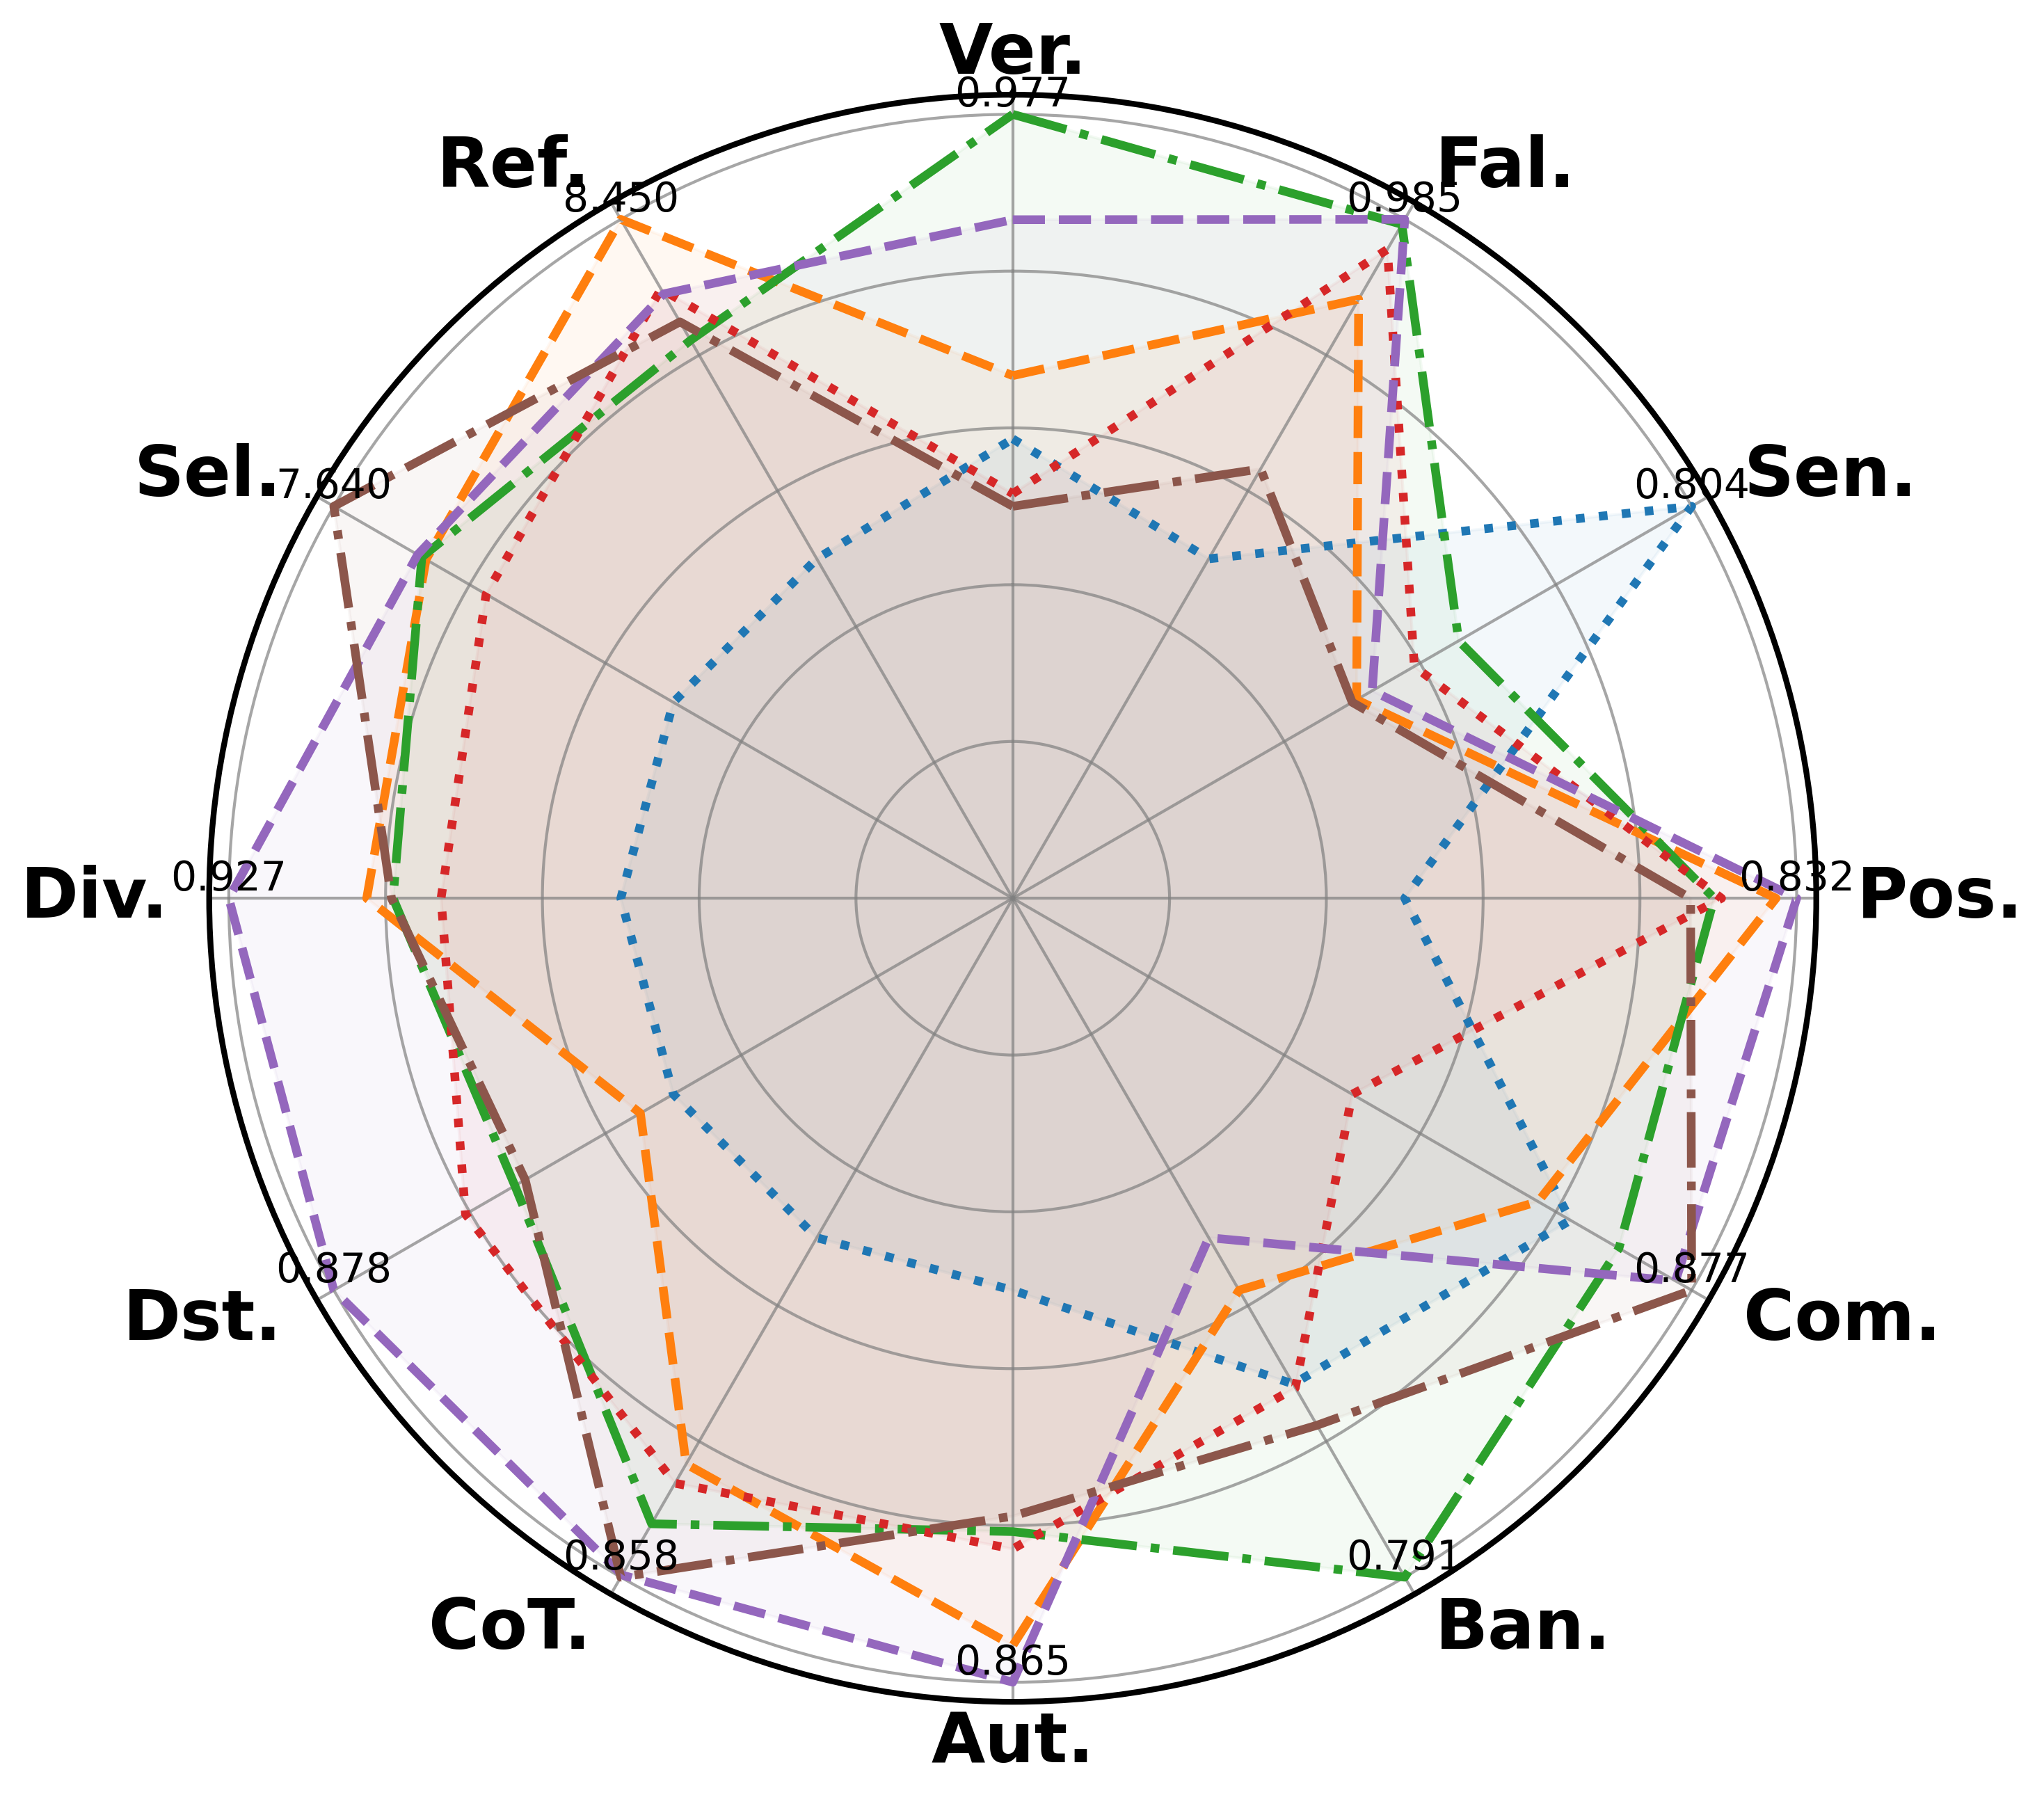 Ver.
0.977
Ref.
8.450
Fal.
0.985
Sel.
7.640
Sen.
0.804
Div.
0.927
Pos.
0.832
Dst.
0.878
Com.
0.877
CoT.
0.858
Ban.
0.791
Aut.
0.865